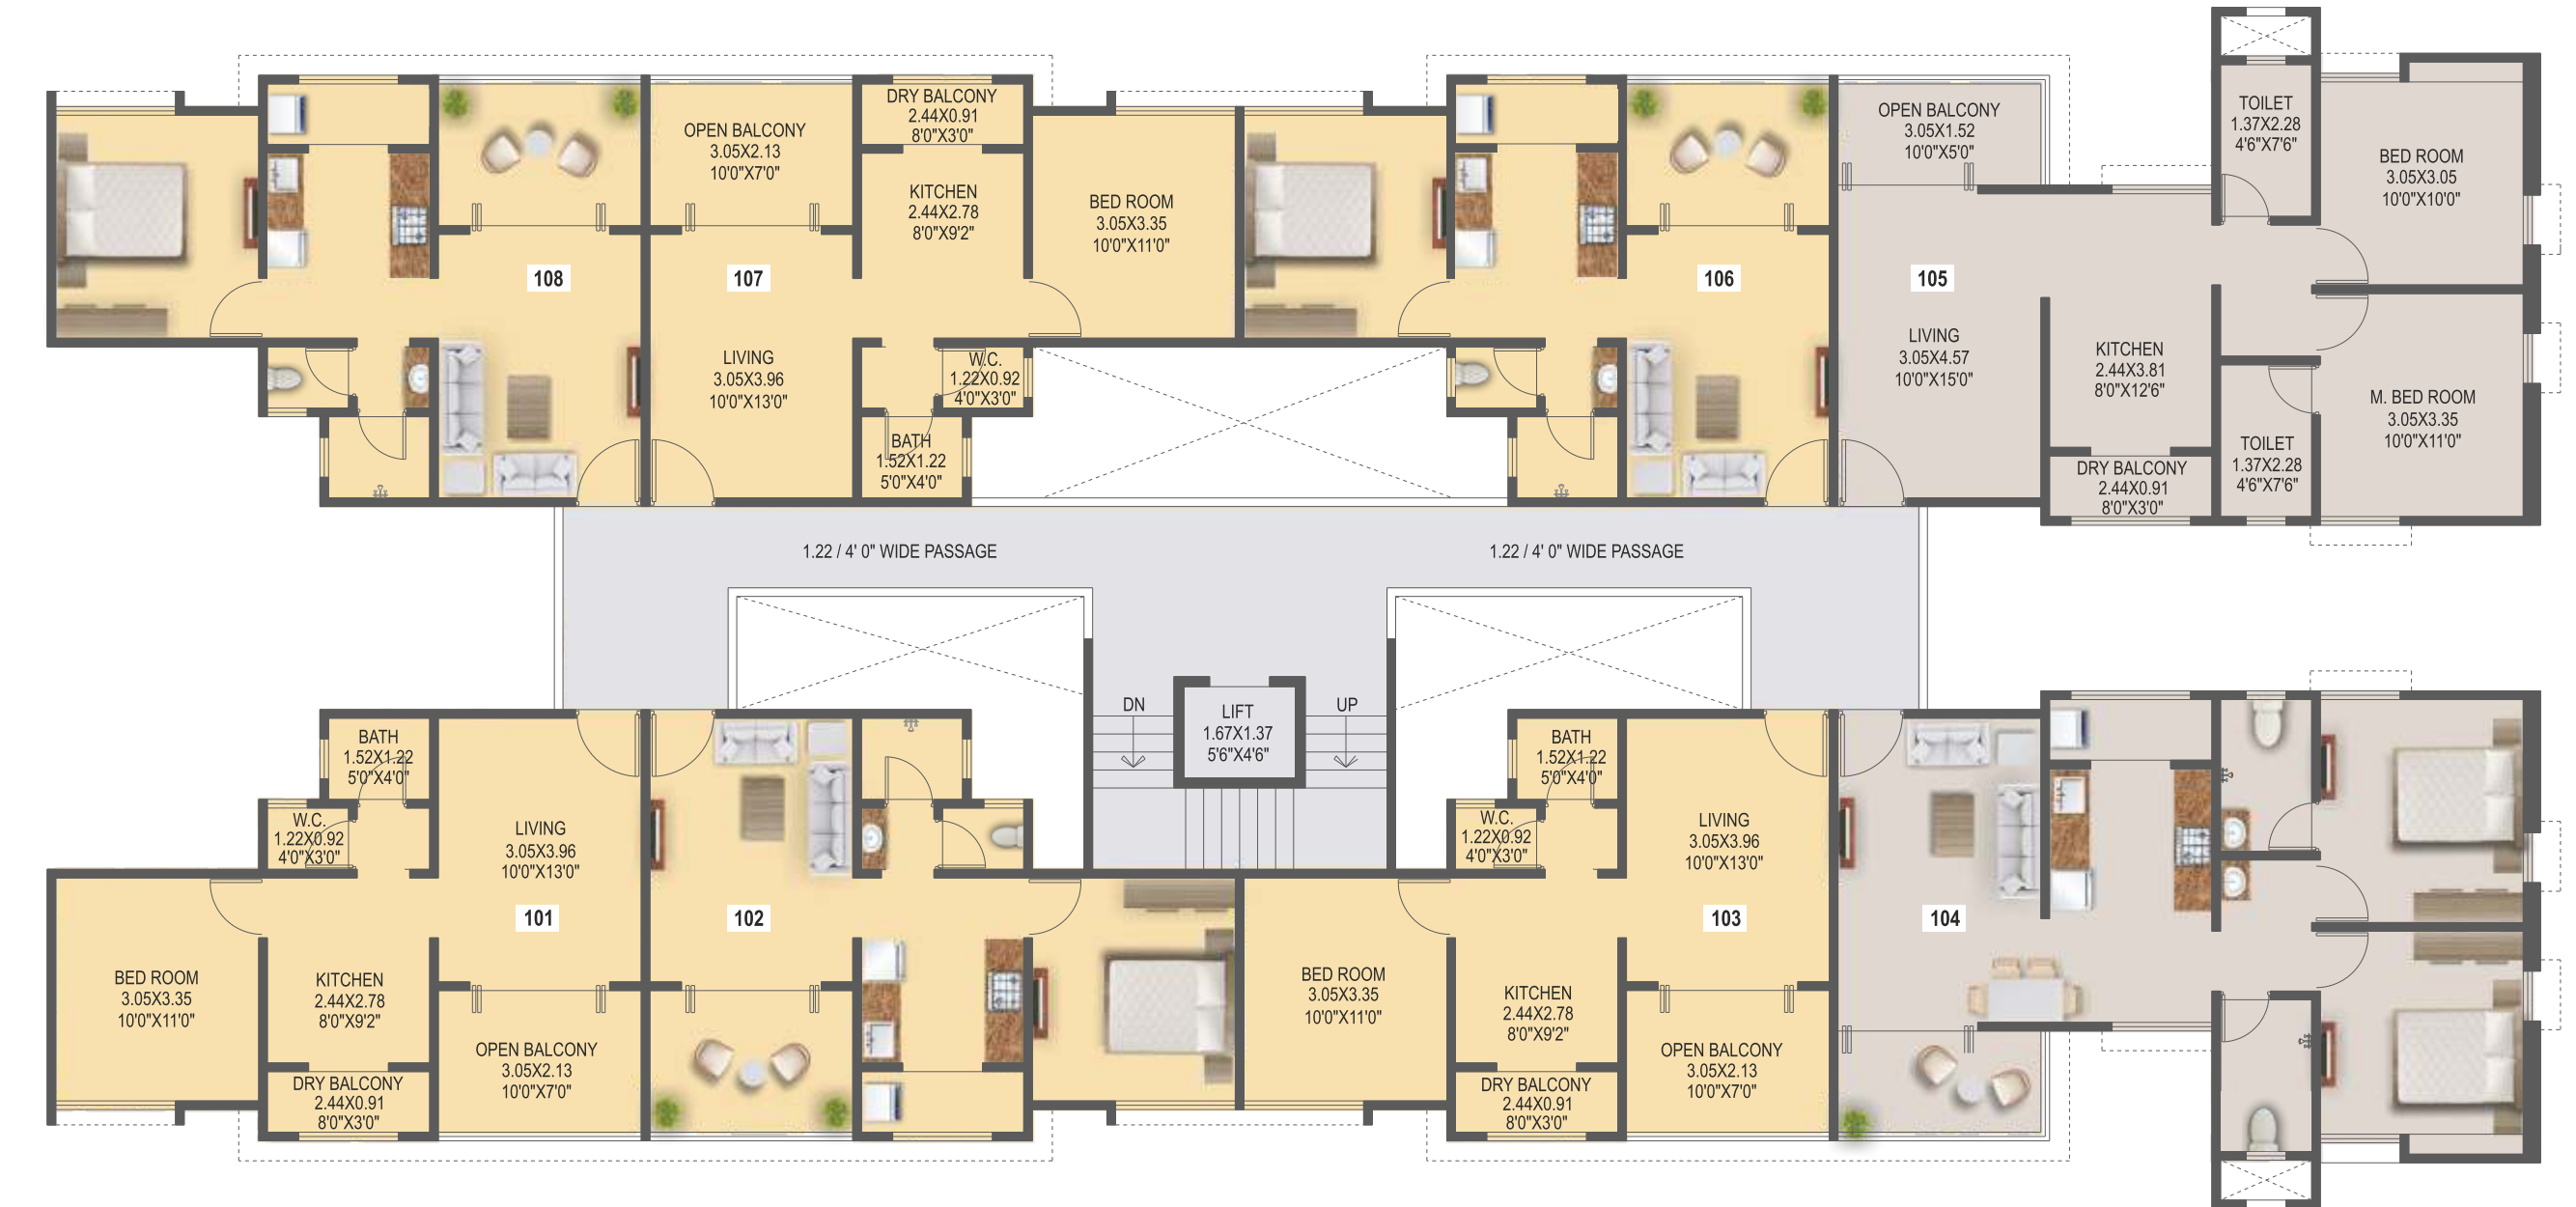 DRY BALCONY
2.44X0.91
8'0"X3'0"
OPEN BALCONY
3.05X2.13
10'0"X7'0"
KITCHEN
2.44X2.78
8'0"X9'2"
BED ROOM
3.05X3.35
10'0"X11'0"
108
107
LIVING
3.05X3.96
10'0"X13'0"
W.C.
1.22X0.92
4'0"X3'0"
BATH
1.52X1.22
5'0"X4'0"
106
OPEN BALCONY
3.05X1.52
10'0"X5'0"
105
LIVING
3.05X4.57
10'0"X15'0"
KITCHEN
2.44X3.81
8'0"X12'6"
DRY BALCONY
2.44X0.91
8'0"X3'0"
TOILET
1.37X2.28
4'6"X7'6"
BED ROOM
3.05X3.05
10'0"X10'0"
M. BED ROOM
3.05X3.35
10'0"X11'0"
TOILET
1.37X2.28
4'6"X7'6"
1.22 / 4' 0" WIDE PASSAGE
1.22 / 4' 0" WIDE PASSAGE
DN
LIFT
1.67X1.37
5'6"X4'6"
UP
BATH
1.52X1.22
5'0"X4'0"
W.C.
1.22X0.92
4'0"X3'0"
LIVING
3.05X3.96
10'0"X13'0"
101
BED ROOM
3.05X3.35
10'0"X11'0"
KITCHEN
2.44X2.78
8'0"X9'2"
OPEN BALCONY
3.05X2.13
10'0"X7'0"
DRY BALCONY
2.44X0.91
8'0"X3'0"
102
BATH
1.52X1.22
5'0"X4'0"
W.C.
1.22X0.92
4'0"X3'0"
LIVING
3.05X3.96
10'0"X13'0"
103
BED ROOM
3.05X3.35
10'0"X11'0"
KITCHEN
2.44X2.78
8'0"X9'2"
OPEN BALCONY
3.05X2.13
10'0"X7'0"
DRY BALCONY
2.44X0.91
8'0"X3'0"
104